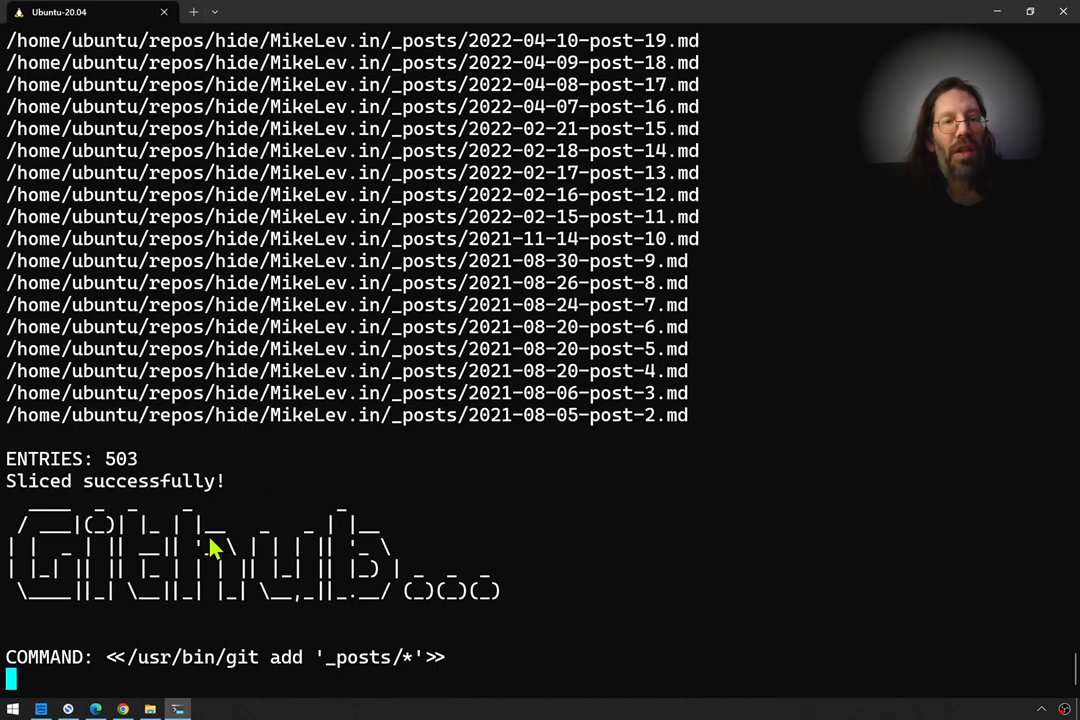 Ubuntu-20.04
/home/ubuntu/repos/hide/MikeLev.in/_posts/2022-04-10-post-19.md
/home/ubuntu/repos/hide/MikeLev.in/_posts/2022-04-09-post-18.md
/home/ubuntu/repos/hide/MikeLev.in/_posts/2022-04-08-post-17.md
/home/ubuntu/repos/hide/MikeLev.in/_posts/2022-04-07-post-16.md
/home/ubuntu/repos/hide/MikeLev.in/_posts/2022-02-21-post-15.md
/home/ubuntu/repos/hide/MikeLev.in/_posts/2022-02-18-post-14.md
/home/ubuntu/repos/hide/MikeLev.in/_posts/2022-02-17-post-13.md
/home/ubuntu/repos/hide/MikeLev.in/_posts/2022-02-16-post-12.md
/home/ubuntu/repos/hide/MikeLev.in/_posts/2022-02-15-post-11.md
/home/ubuntu/repos/hide/MikeLev.in/_posts/2021-11-14-post-10.md
/home/ubuntu/repos/hide/MikeLev.in/_posts/2021-08-30-post-9.md
/home/ubuntu/repos/hide/MikeLev.in/_posts/2021-08-26-post-8.md
/home/ubuntu/repos/hide/MikeLev.in/_posts/2021-08-24-post-7.md
/home/ubuntu/repos/hide/MikeLev.in/_posts/2021-08-20-post-6.md
/home/ubuntu/repos/hide/MikeLev.in/_posts/2021-08-20-post-5.md
/home/ubuntu/repos/hide/MikeLev.in/_posts/2021-08-20-post-4.md
/home/ubuntu/repos/hide/MikeLev.in/_posts/2021-08-06-post-3.md
/home/ubuntu/repos/hide/MikeLev.in/_posts/2021-08-05-post-2.md
ENTRIES: 503
Sliced successfully!
Github...
COMMAND: <</usr/bin/git add '_posts/*'>>